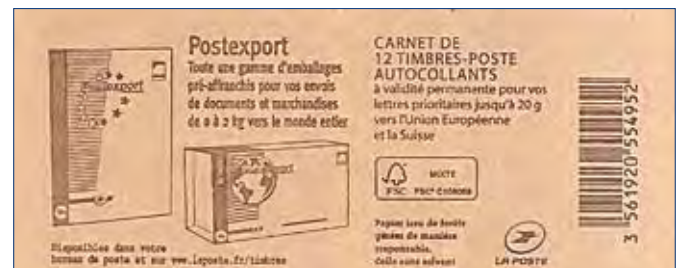 Postexport
Toute une gamme d'emballages
pré-affranchis pour vos envois
de documents et marchandises
de 0 à 2 kg vers le monde entier
Disponibles dans votre
bureau de poste et sur www.laposte.fr/timbres
CARNET DE
12 TIMBRES-POSTE
AUTOCOLLANTS
à validité permanente pour vos
lettres prioritaires jusqu'à 20 g
vers l'Union Européenne
et la Suisse
MIXTE
FSC
Papier issu de forêts
gérées de manière
responsable.
Colle sans solvant
LA POSTE
3 561920 554952